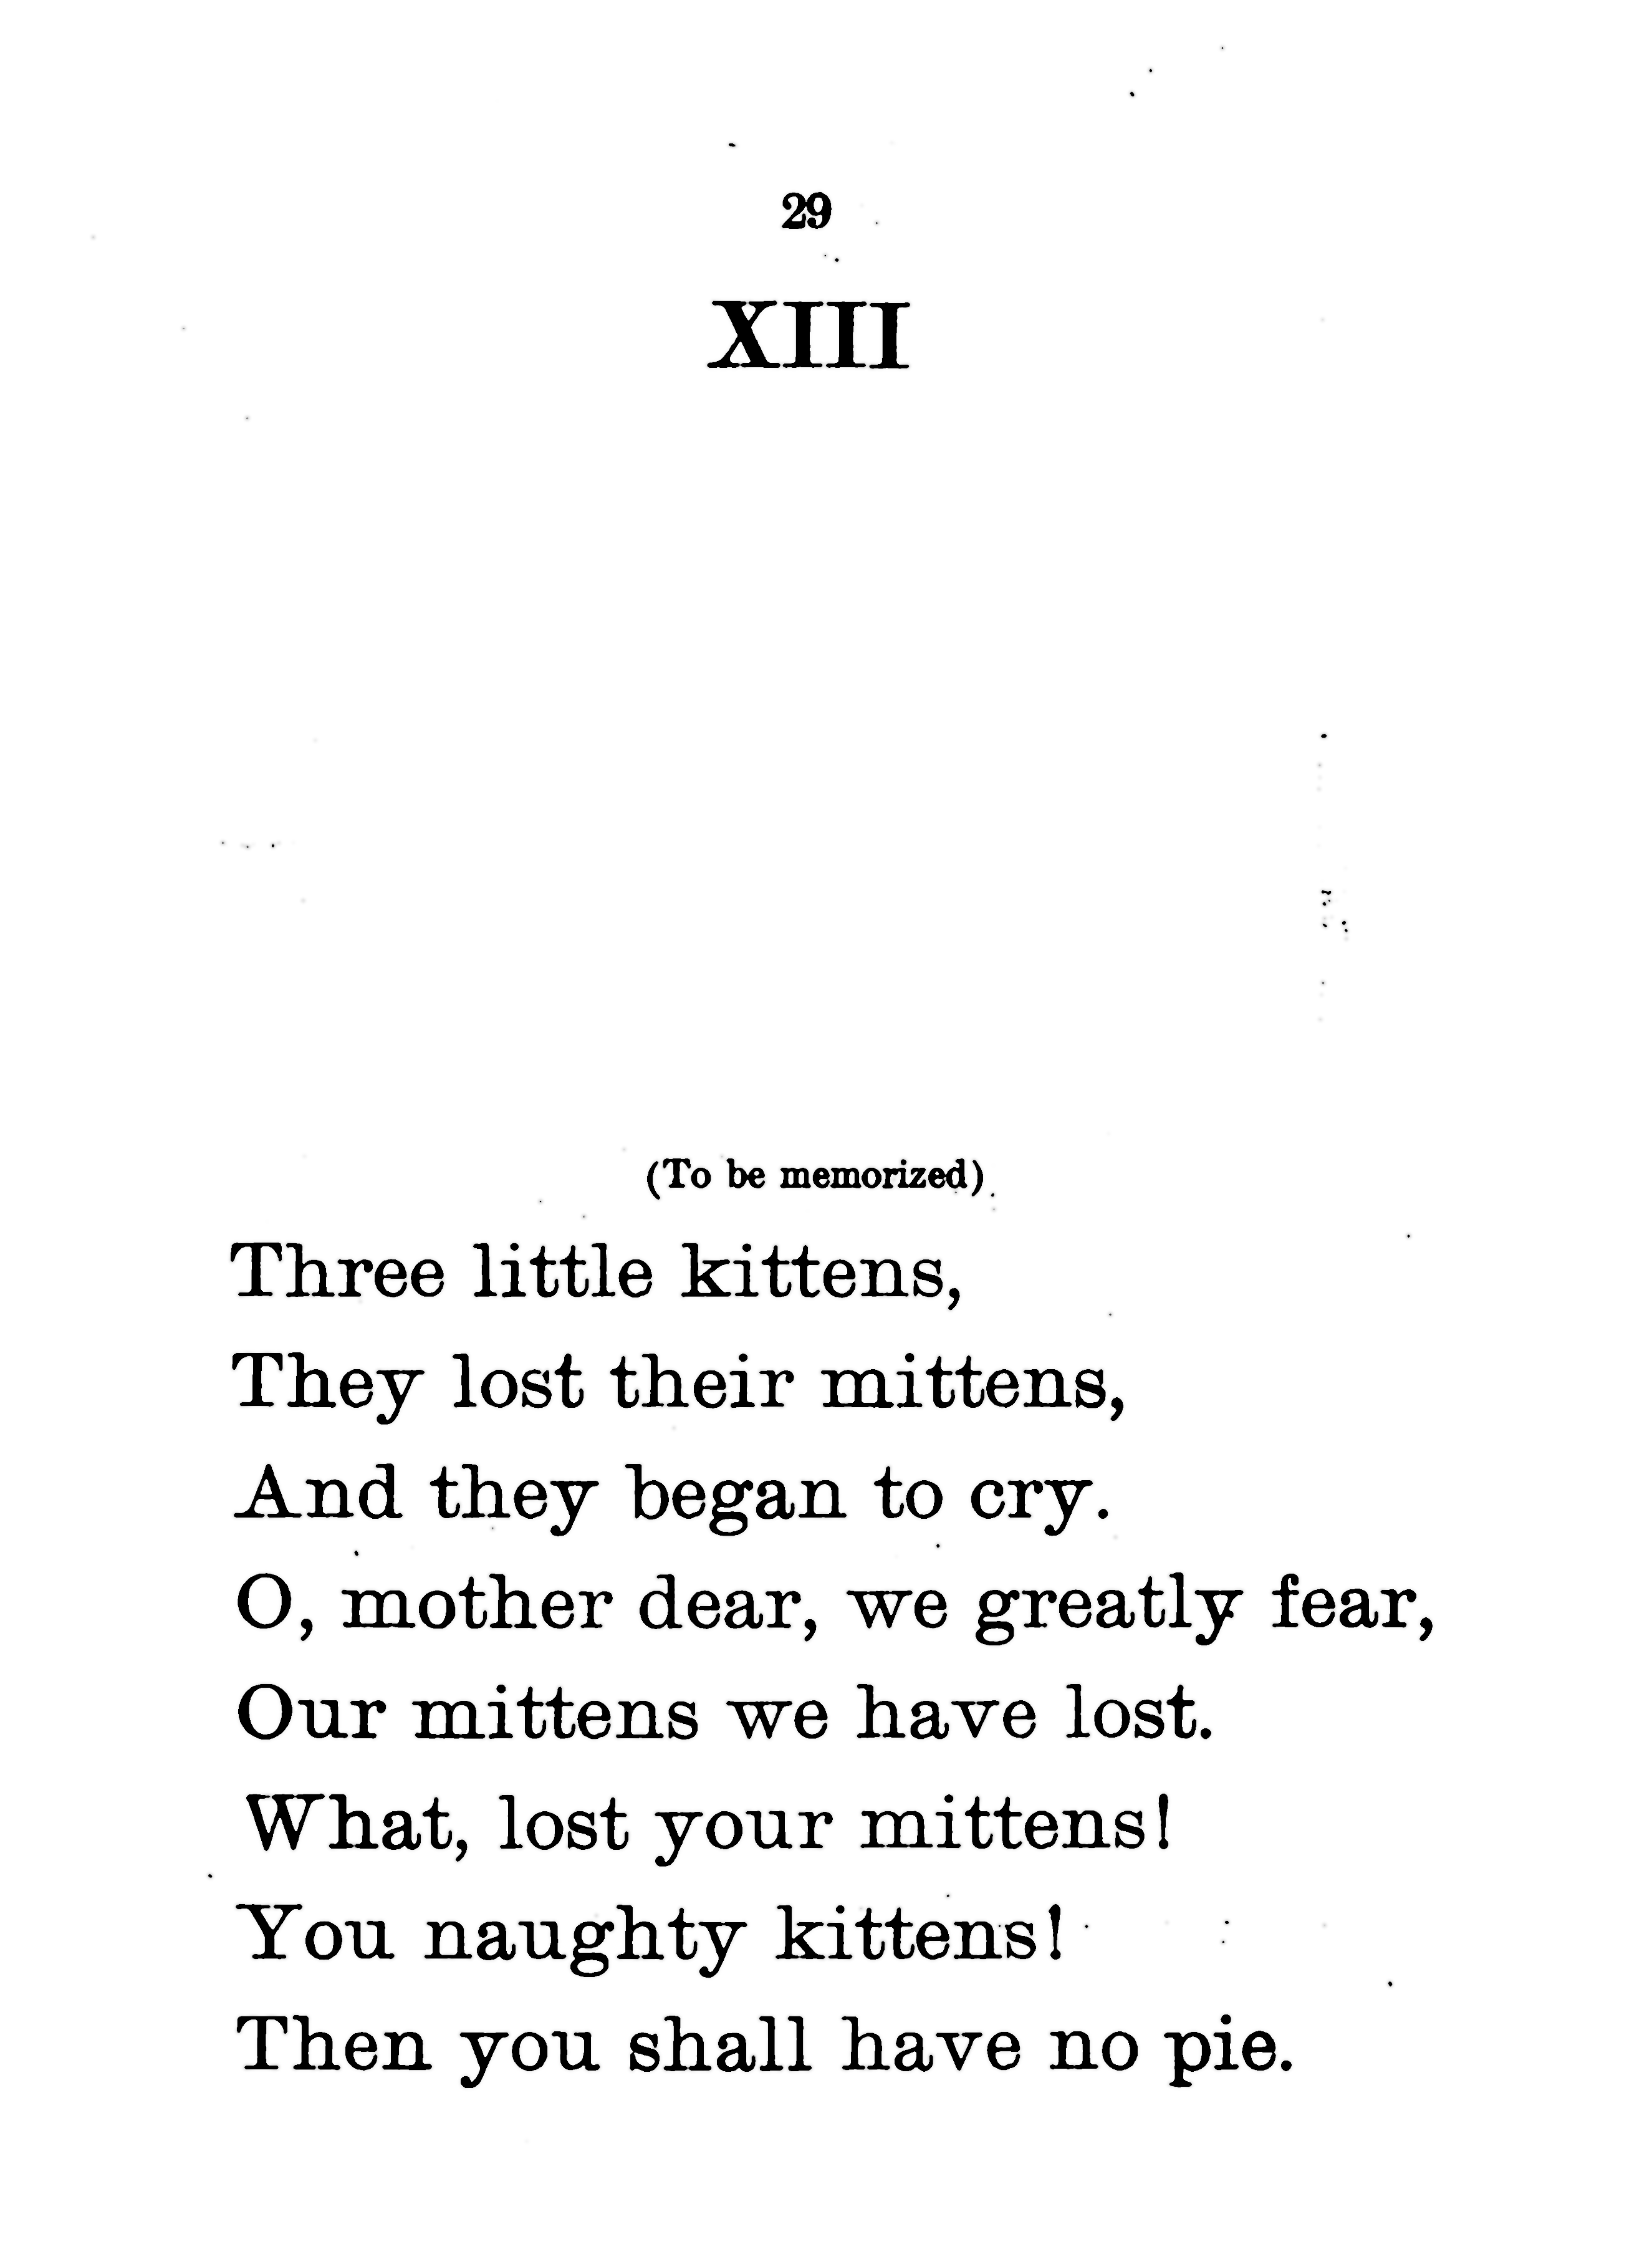 29
XIII
(To be memorized)
Three little kittens,
They lost their mittens,
And they began to cry.
O, mother dear, we greatly fear,
Our mittens we have lost.
What, lost your mittens!
You naughty kittens!
Then you shall have no pie.